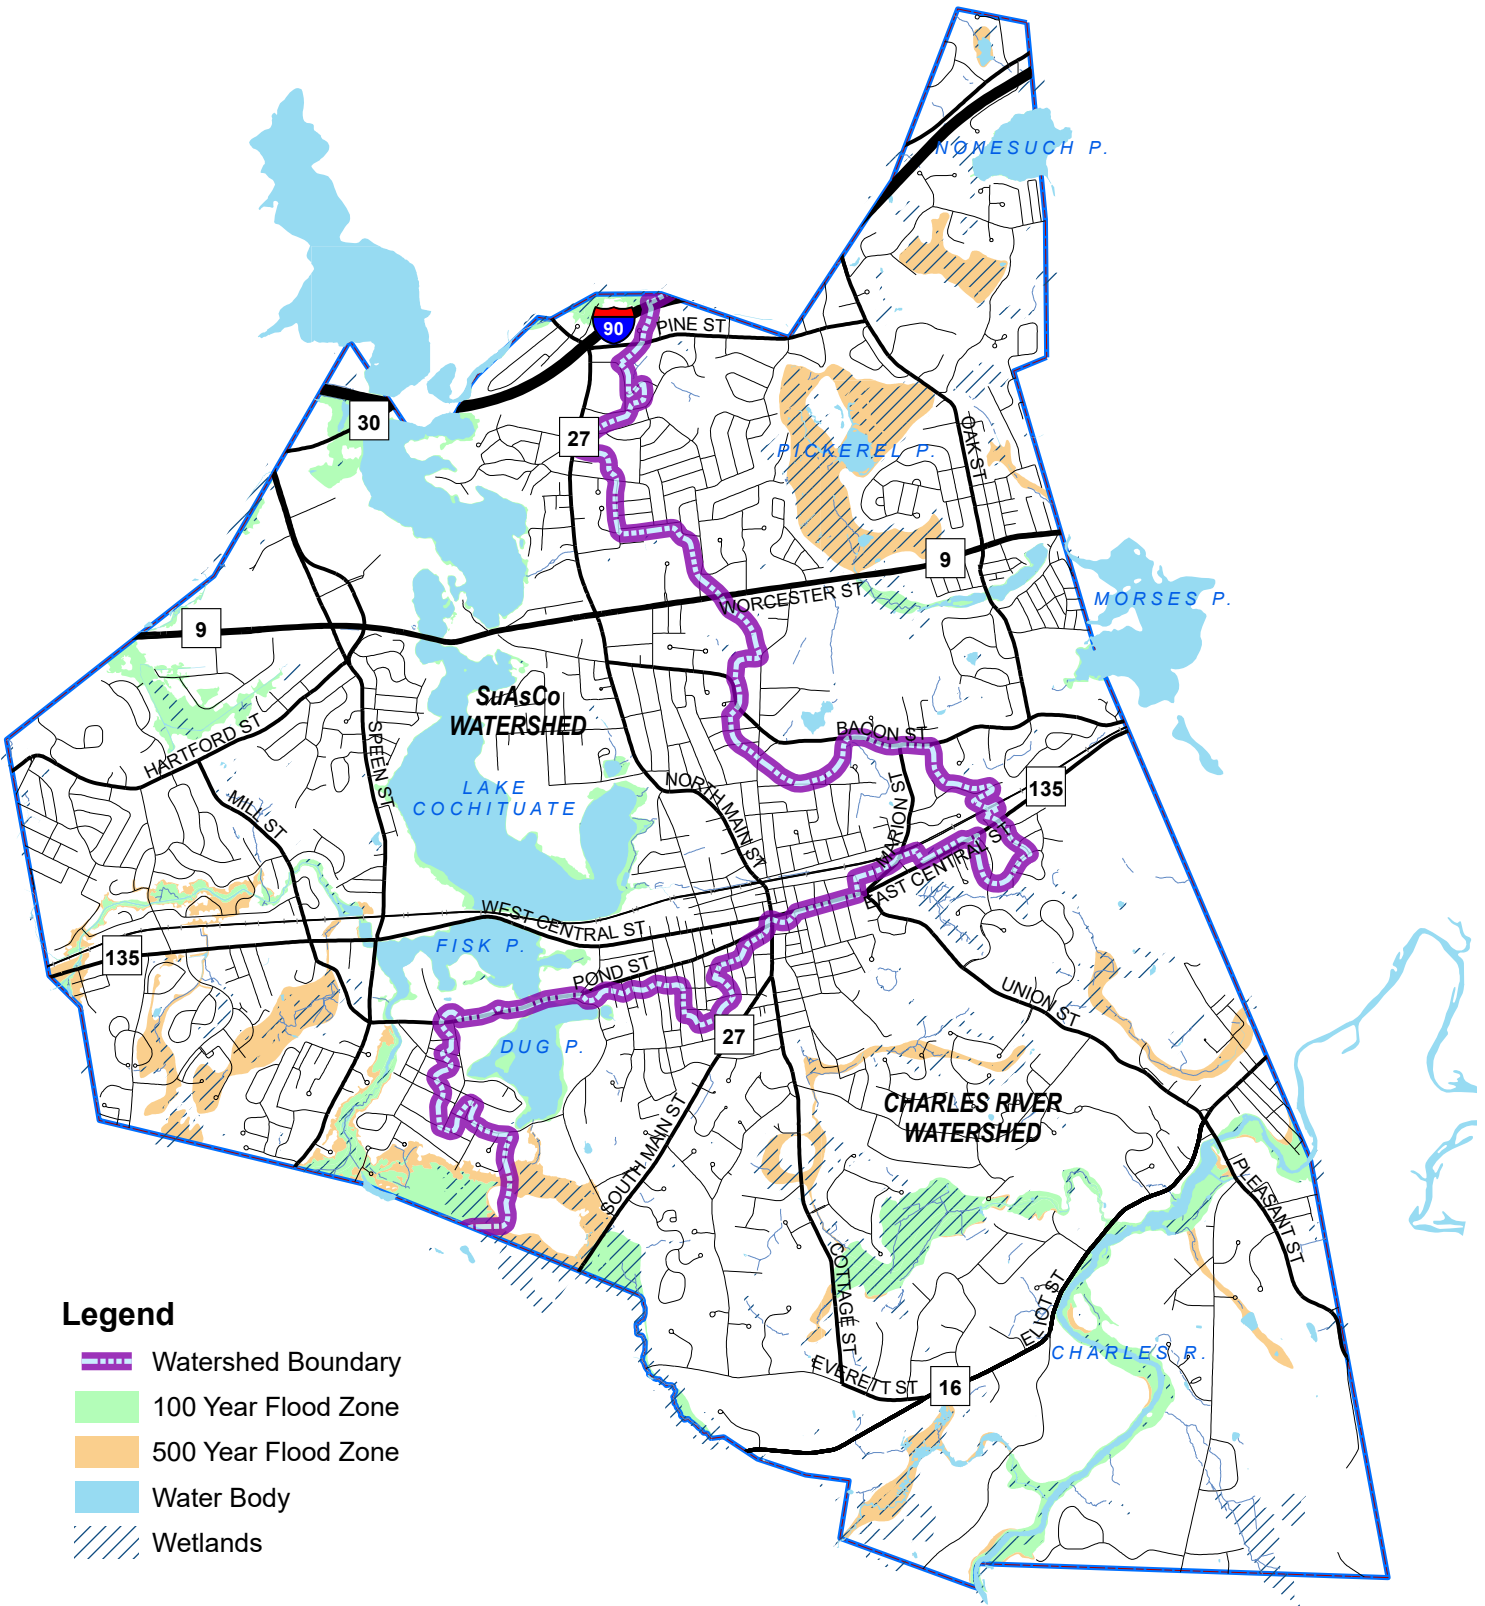 NONESUCH P.
90
PINE ST
30
27
OAK ST
PICKEREL P.
9
WORCESTER ST
MORSES P.
9
SuAsCo
WATERSHED
HARTFORD ST
SPEEN ST
BACON ST
LAKE
COCHITUATE
NORTH MAIN ST
MARION ST
135
MILL ST
EAST CENTRAL ST
WEST CENTRAL ST
FISK P.
135
POND ST
UNION ST
27
DUG P.
CHARLES RIVER
WATERSHED
SOUTH MAIN ST
PLEASANT ST
COTTAGE ST
ELIOT ST
CHARLES R.
EVERETT ST
16
Legend
Watershed Boundary
100 Year Flood Zone
500 Year Flood Zone
Water Body
Wetlands